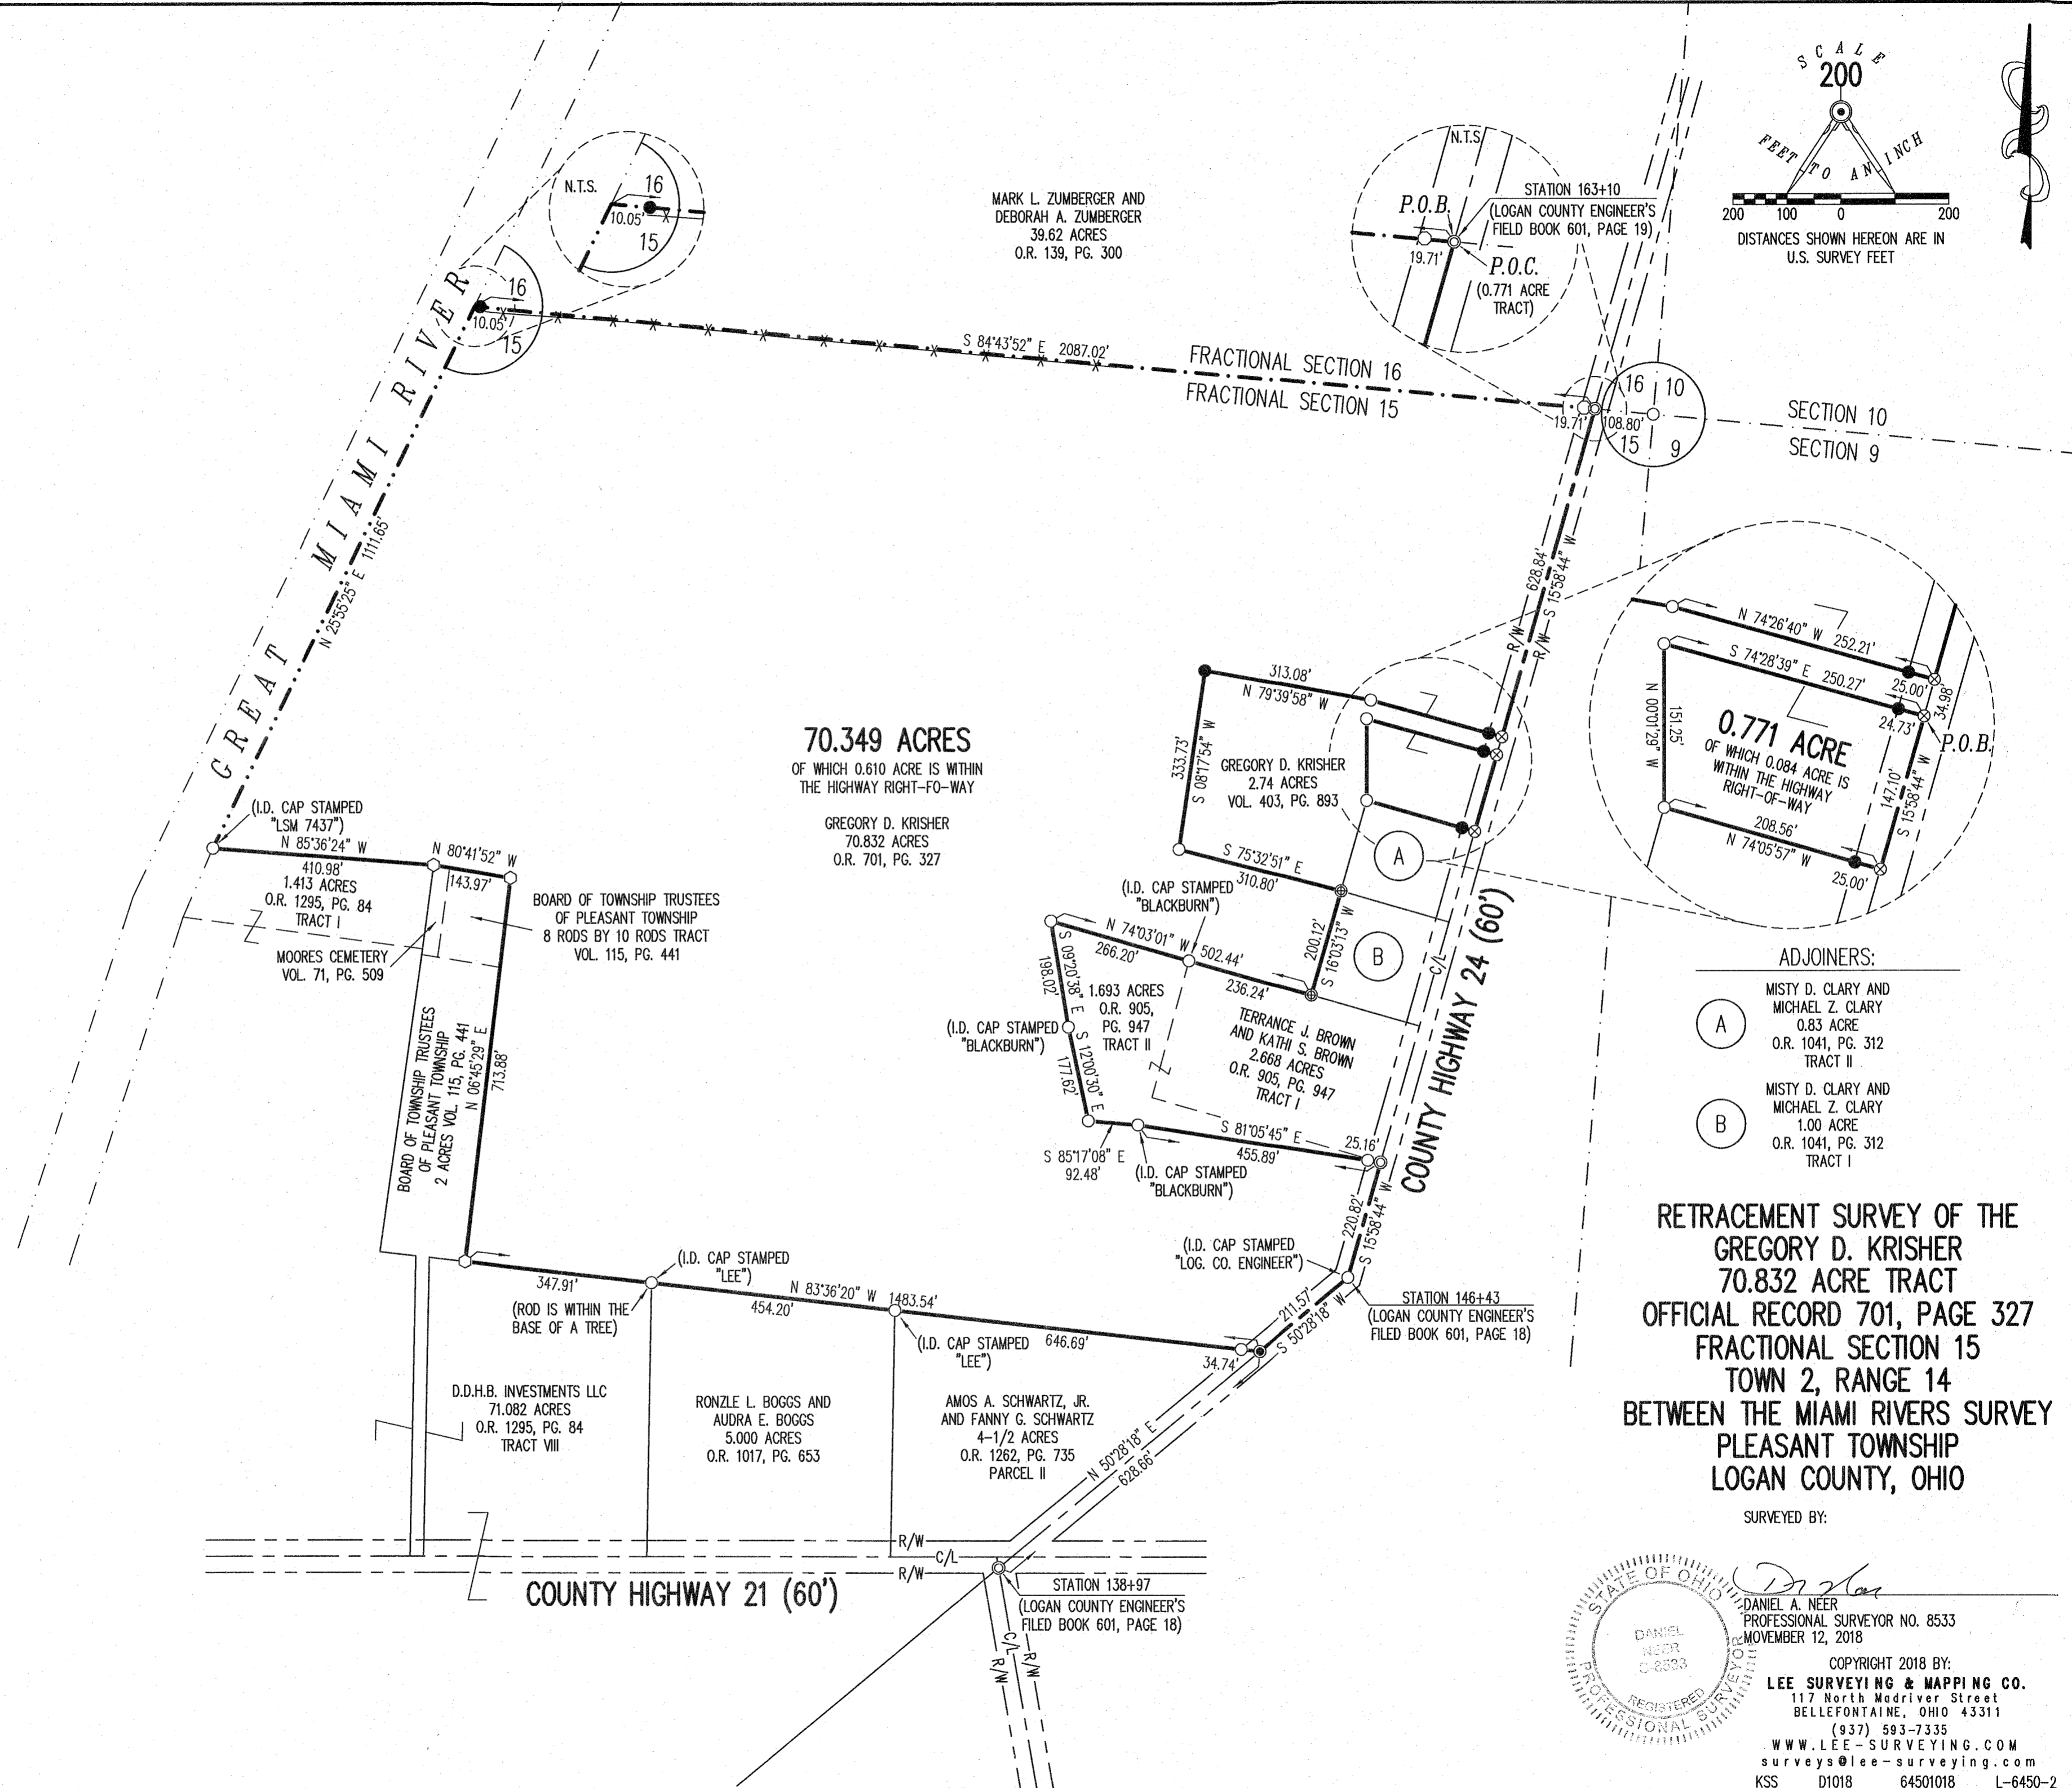 SCALE
200
FEET TO AN INCH
200 100 0 200
DISTANCES SHOWN HEREON ARE IN
U.S. SURVEY FEET
N.T.S.
16
10.05'
15
16
10.05'
15
MARK L. ZUMBERGER AND
DEBORAH A. ZUMBERGER
39.62 ACRES
O.R. 139, PG. 300
N.T.S.
P.O.B.
STATION 163+10
(LOGAN COUNTY ENGINEER'S
FIELD BOOK 601, PAGE 19)
19.71'
P.O.C.
(0.771 ACRE
TRACT)
S 84°43'52" E 2087.02'
FRACTIONAL SECTION 16
FRACTIONAL SECTION 15
16 10
19.71' 108.80'
15 9
SECTION 10
SECTION 9
GREAT MIAMI RIVER
N 25°55'25" E 1111.65'
R/W
628.84'
S 15°58'44" W
R/W
N 74°26'40" W 252.21'
S 74°28'39" E 250.27'
25.00'
34.98'
24.73'
P.O.B.
N 00°01'29" W
151.25'
0.771 ACRE
OF WHICH 0.084 ACRE IS
WITHIN THE HIGHWAY
RIGHT-OF-WAY
147.10'
S 15°58'44" W
208.56'
N 74°05'57" W
25.00'
313.08'
N 79°39'58" W
333.73'
S 08°17'54" W
GREGORY D. KRISHER
2.74 ACRES
VOL. 403, PG. 893
A
S 75°32'51" E
310.80'
70.349 ACRES
OF WHICH 0.610 ACRE IS WITHIN
THE HIGHWAY RIGHT-FO-WAY
GREGORY D. KRISHER
70.832 ACRES
O.R. 701, PG. 327
(I.D. CAP STAMPED
"LSM 7437")
N 85°36'24" W
410.98'
N 80°41'52" W
143.97'
1.413 ACRES
O.R. 1295, PG. 84
TRACT I
BOARD OF TOWNSHIP TRUSTEES
OF PLEASANT TOWNSHIP
8 RODS BY 10 RODS TRACT
VOL. 115, PG. 441
MOORES CEMETERY
VOL. 71, PG. 509
BOARD OF TOWNSHIP TRUSTEES
OF PLEASANT TOWNSHIP
2 ACRES VOL. 115, PG. 441
N 06°45'29" E
713.88'
(I.D. CAP STAMPED
"BLACKBURN")
N 74°03'01" W 502.44'
266.20'
236.24'
200.12'
S 16°03'13" W
B
C/L
COUNTY HIGHWAY 24 (60')
S 09°20'38" E
198.02'
1.693 ACRES
O.R. 905,
PG. 947
TRACT II
(I.D. CAP STAMPED
"BLACKBURN")
S 12°00'30" E
177.62'
TERRANCE J. BROWN
AND KATHI S. BROWN
2.668 ACRES
O.R. 905, PG. 947
TRACT I
S 81°05'45" E
455.89'
25.16'
S 85°17'08" E
92.48'
(I.D. CAP STAMPED
"BLACKBURN")
220.82'
S 15°58'44" W
(I.D. CAP STAMPED
"LOG. CO. ENGINEER")
STATION 146+43
(LOGAN COUNTY ENGINEER'S
FILED BOOK 601, PAGE 18)
211.57'
S 50°28'18" W
347.91'
(I.D. CAP STAMPED
"LEE")
(ROD IS WITHIN THE
BASE OF A TREE)
N 83°36'20" W 1483.54'
454.20'
(I.D. CAP STAMPED
"LEE")
646.69'
34.74'
D.D.H.B. INVESTMENTS LLC
71.082 ACRES
O.R. 1295, PG. 84
TRACT VIII
RONZLE L. BOGGS AND
AUDRA E. BOGGS
5.000 ACRES
O.R. 1017, PG. 653
AMOS A. SCHWARTZ, JR.
AND FANNY G. SCHWARTZ
4-1/2 ACRES
O.R. 1262, PG. 735
PARCEL II
N 50°28'18" E
628.66'
R/W
C/L
R/W
COUNTY HIGHWAY 21 (60')
STATION 138+97
(LOGAN COUNTY ENGINEER'S
FILED BOOK 601, PAGE 18)
C/L
R/W
R/W
ADJOINERS:
A
MISTY D. CLARY AND
MICHAEL Z. CLARY
0.83 ACRE
O.R. 1041, PG. 312
TRACT II
B
MISTY D. CLARY AND
MICHAEL Z. CLARY
1.00 ACRE
O.R. 1041, PG. 312
TRACT I
RETRACEMENT SURVEY OF THE
GREGORY D. KRISHER
70.832 ACRE TRACT
OFFICIAL RECORD 701, PAGE 327
FRACTIONAL SECTION 15
TOWN 2, RANGE 14
BETWEEN THE MIAMI RIVERS SURVEY
PLEASANT TOWNSHIP
LOGAN COUNTY, OHIO
SURVEYED BY:
STATE OF OHIO
DANIEL
NEER
S-8533
REGISTERED
PROFESSIONAL SURVEYOR
DANIEL A. NEER
PROFESSIONAL SURVEYOR NO. 8533
MOVEMBER 12, 2018
COPYRIGHT 2018 BY:
LEE SURVEYING & MAPPING CO.
117 North Madriver Street
BELLEFONTAINE, OHIO 43311
(937) 593-7335
WWW.LEE-SURVEYING.COM
surveys@lee-surveying.com
KSS D1018 64501018 L-6450-2